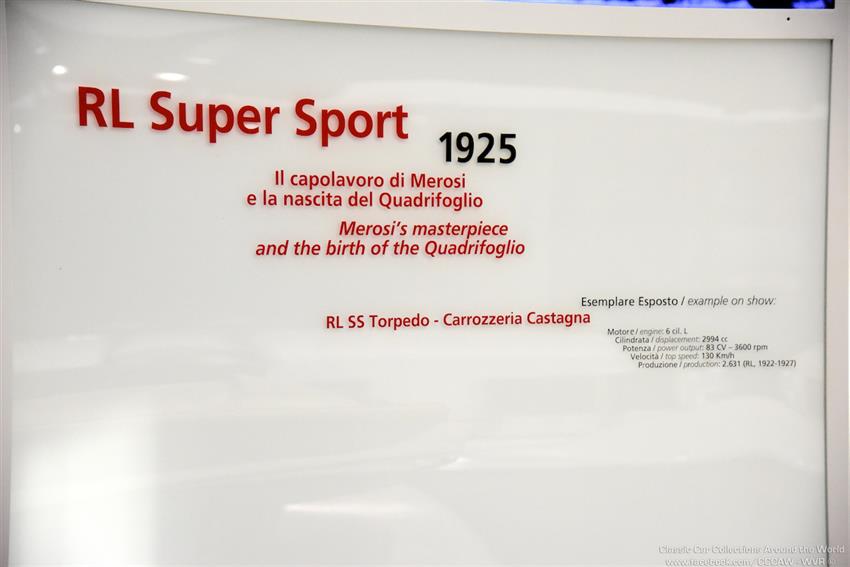 RL Super Sport
1925
Il capolavoro di Merosi
e la nascita del Quadrifoglio
Merosi's masterpiece
and the birth of the Quadrifoglio
Esemplare Esposto / example on show:
RL SS Torpedo - Carrozzeria Castagna
Motore / engine: 6 cil. L
Cilindrata / displacement: 2994 cc
Potenza / power output: 83 CV – 3600 rpm
Velocità / top speed: 130 Km/h
Produzione / production: 2.631 (RL, 1922-1927)
Classic Car Collections Around the World
www.facebook.com/CCCAW - WVR ©